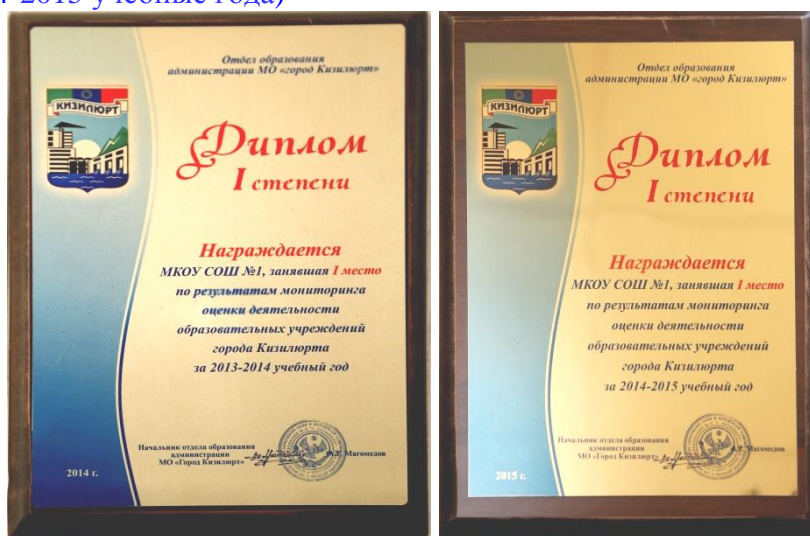 2015 учебные года)
Отдел образования
администрации МО «город Кизилюрт»
КИЗИЛЮРТ
Диплом
I степени
Награждается
МКОУ СОШ №1, занявшая I место
по результатам мониторинга
оценки деятельности
образовательных учреждений
города Кизилюрта
за 2013-2014 учебный год
Начальник отдела образования
администрации
МО «Город Кизилюрт»
А.Р. Магомедов
2014 г.
Отдел образования
администрации МО «город Кизилюрт»
КИЗИЛЮРТ
Диплом
I степени
Награждается
МКОУ СОШ №1, занявшая I место
по результатам мониторинга
оценки деятельности
образовательных учреждений
города Кизилюрта
за 2014-2015 учебный год
Начальник отдела образования
администрации
МО «Город Кизилюрт»
А.Р. Магомедов
2015 г.